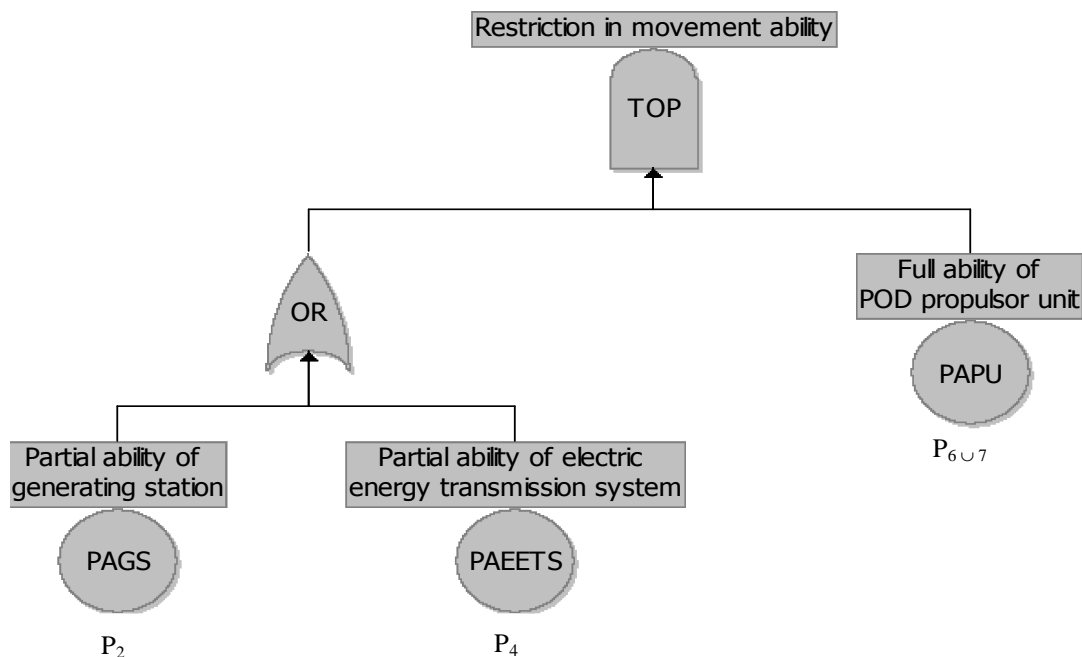 Restriction in movement ability
TOP
OR
Full ability of
POD propulsor unit
PAPU
P6 ∪ 7
Partial ability of
generating station
PAGS
P2
Partial ability of electric
energy transmission system
PAEETS
P4